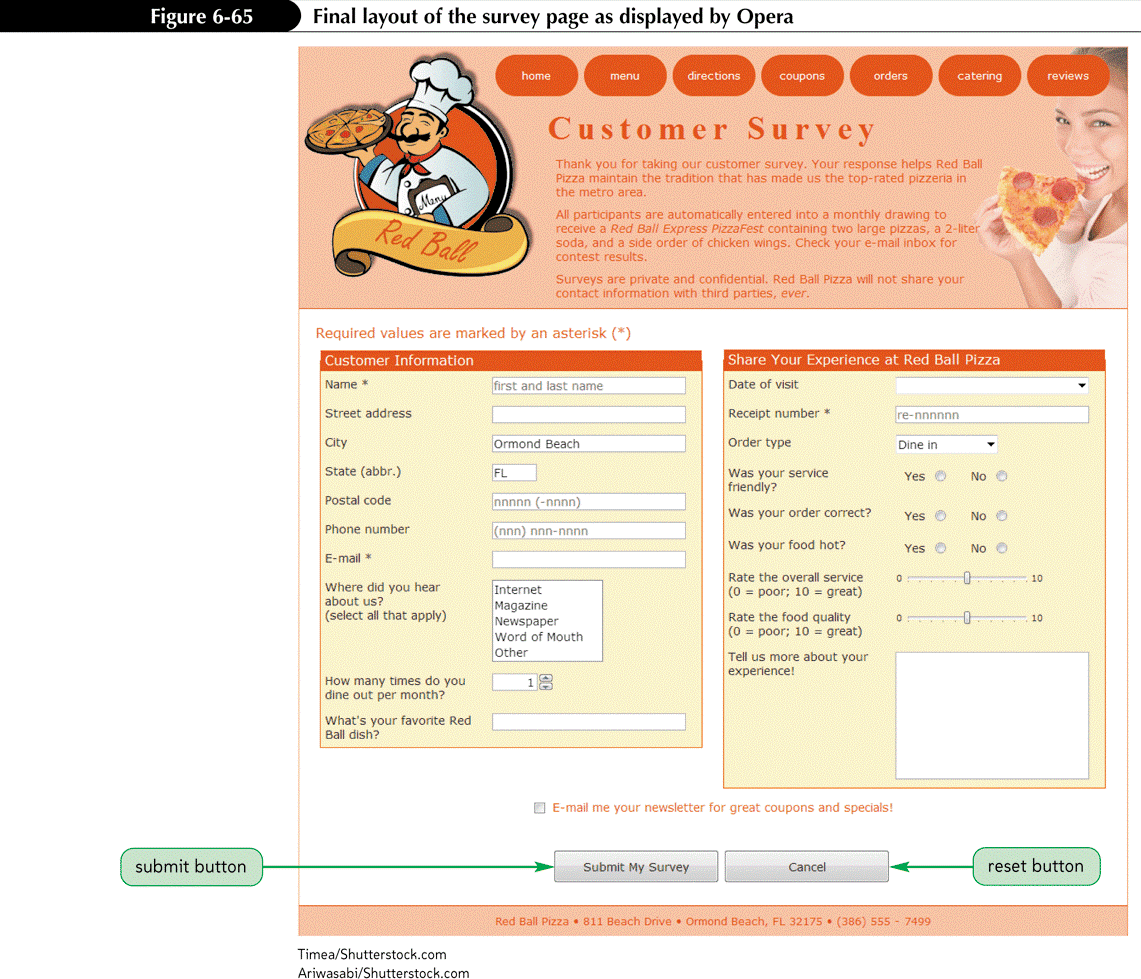 Figure 6-65
Final layout of the survey page as displayed by Opera
home
menu
directions
coupons
orders
catering
reviews
Menu
Red Ball
Customer Survey
Thank you for taking our customer survey. Your response helps Red Ball
Pizza maintain the tradition that has made us the top-rated pizzeria in
the metro area.
All participants are automatically entered into a monthly drawing to
receive a Red Ball Express PizzaFest containing two large pizzas, a 2-liter
soda, and a side order of chicken wings. Check your e-mail inbox for
contest results.
Surveys are private and confidential. Red Ball Pizza will not share your
contact information with third parties, ever.
Required values are marked by an asterisk (*)
Customer Information
Name *
first and last name
Street address
City
Ormond Beach
State (abbr.)
FL
Postal code
nnnnn (-nnnn)
Phone number
(nnn) nnn-nnnn
E-mail *
Where did you hear
about us?
(select all that apply)
Internet
Magazine
Newspaper
Word of Mouth
Other
How many times do you
dine out per month?
1
What's your favorite Red
Ball dish?
Share Your Experience at Red Ball Pizza
Date of visit
Receipt number *
re-nnnnnn
Order type
Dine in
Was your service
friendly?
Yes No
Was your order correct?
Yes No
Was your food hot?
Yes No
Rate the overall service
(0 = poor; 10 = great)
0 10
Rate the food quality
(0 = poor; 10 = great)
0 10
Tell us more about your
experience!
E-mail me your newsletter for great coupons and specials!
submit button
Submit My Survey
Cancel
reset button
Red Ball Pizza • 811 Beach Drive • Ormond Beach, FL 32175 • (386) 555 - 7499
Timea/Shutterstock.com
Ariwasabi/Shutterstock.com